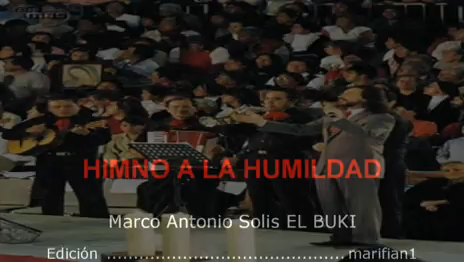 HIMNO A LA HUMILDAD
Marco Antonio Solis EL BUKI
Edición ............................................ marifian1